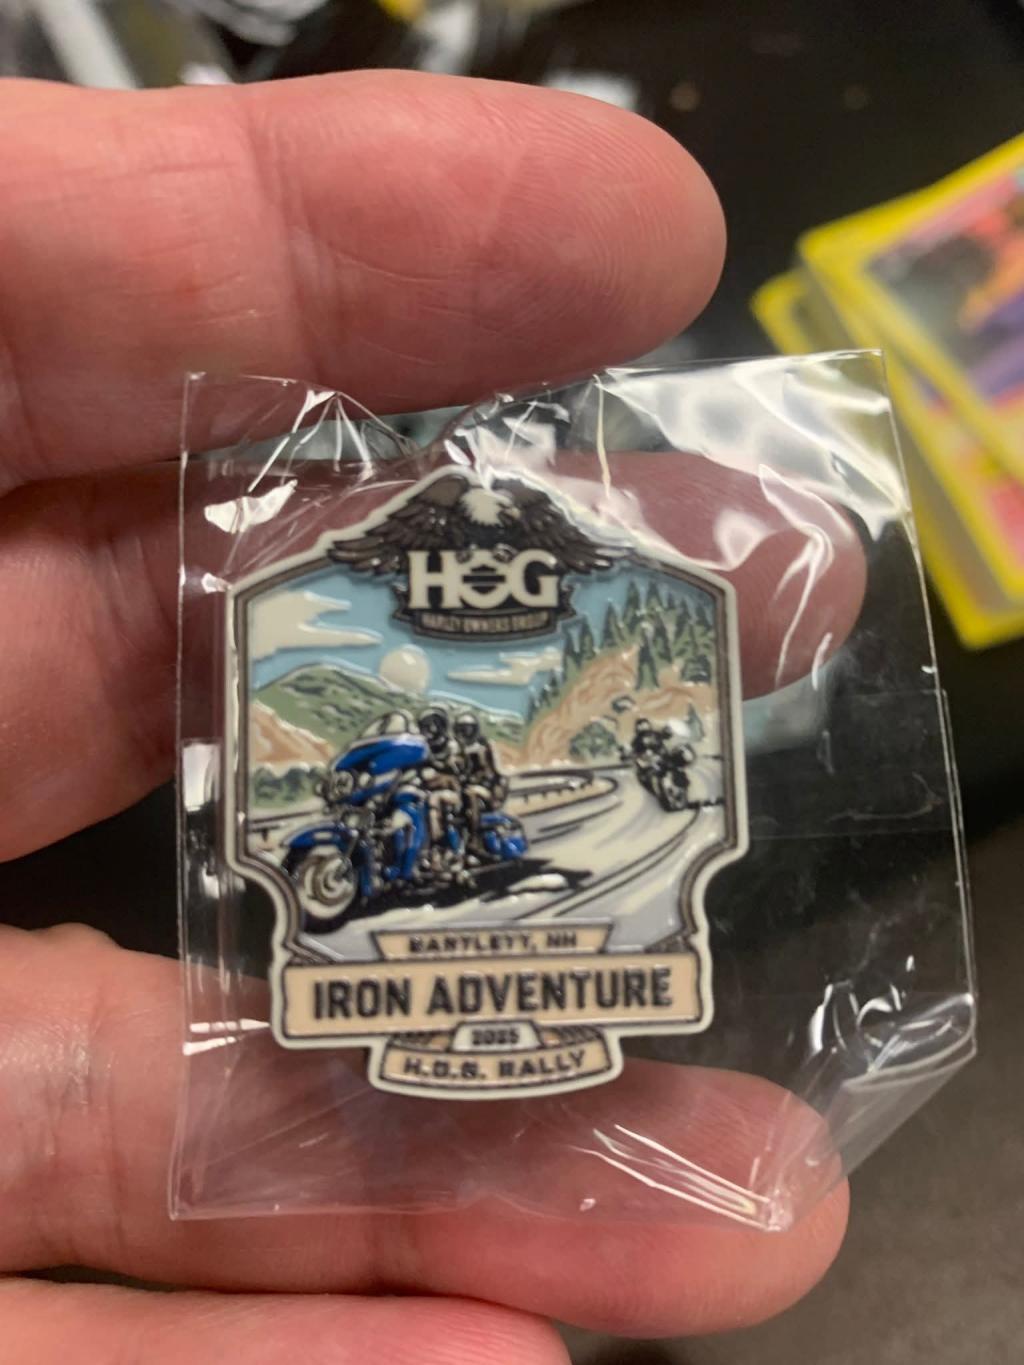 HOG
HARLEY OWNERS GROUP
BARTLETT, NH
IRON ADVENTURE
2025
H.O.G. RALLY